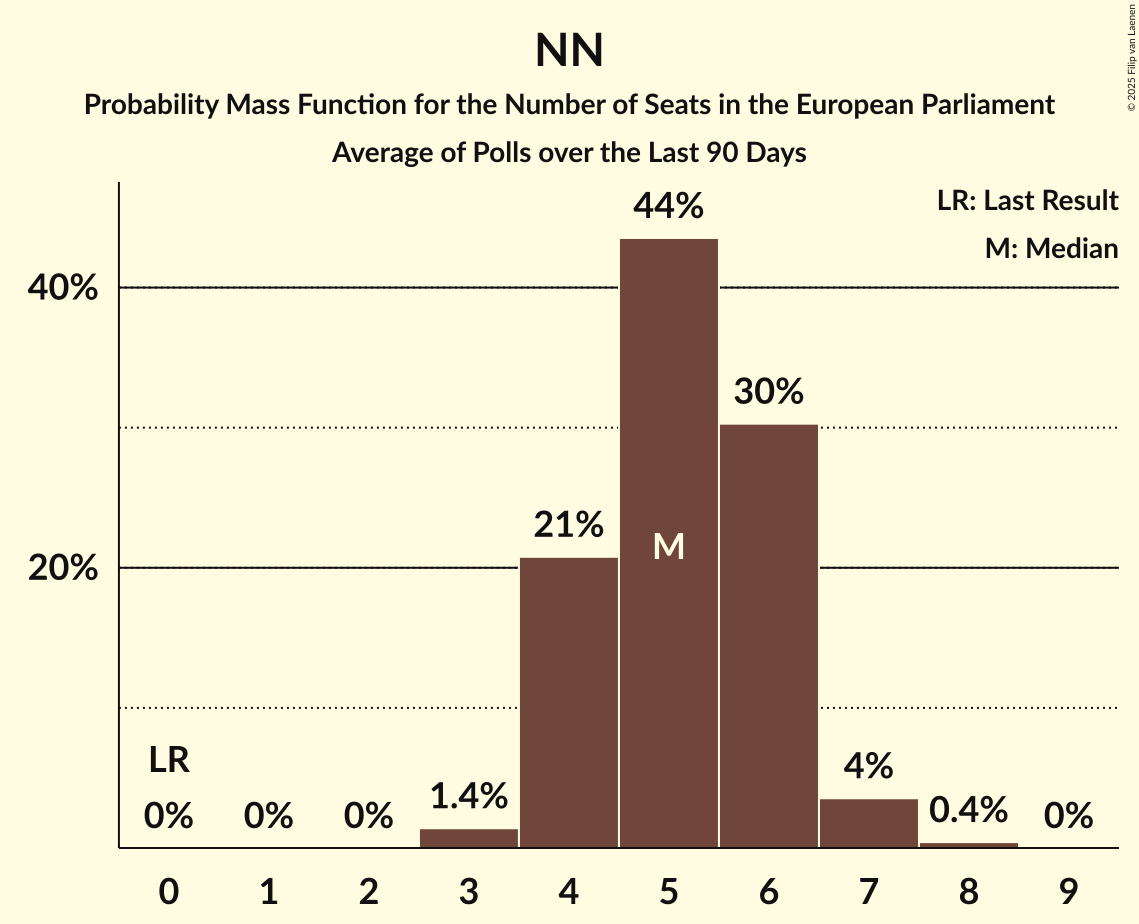 NN
Probability Mass Function for the Number of Seats in the European Parliament
Average of Polls over the Last 90 Days
© 2025 Filip van Laenen
LR: Last Result
M: Median
40%
20%
LR
0%
0%
0%
1.4%
21%
44%
M
30%
4%
0.4%
0%
0 1 2 3 4 5 6 7 8 9